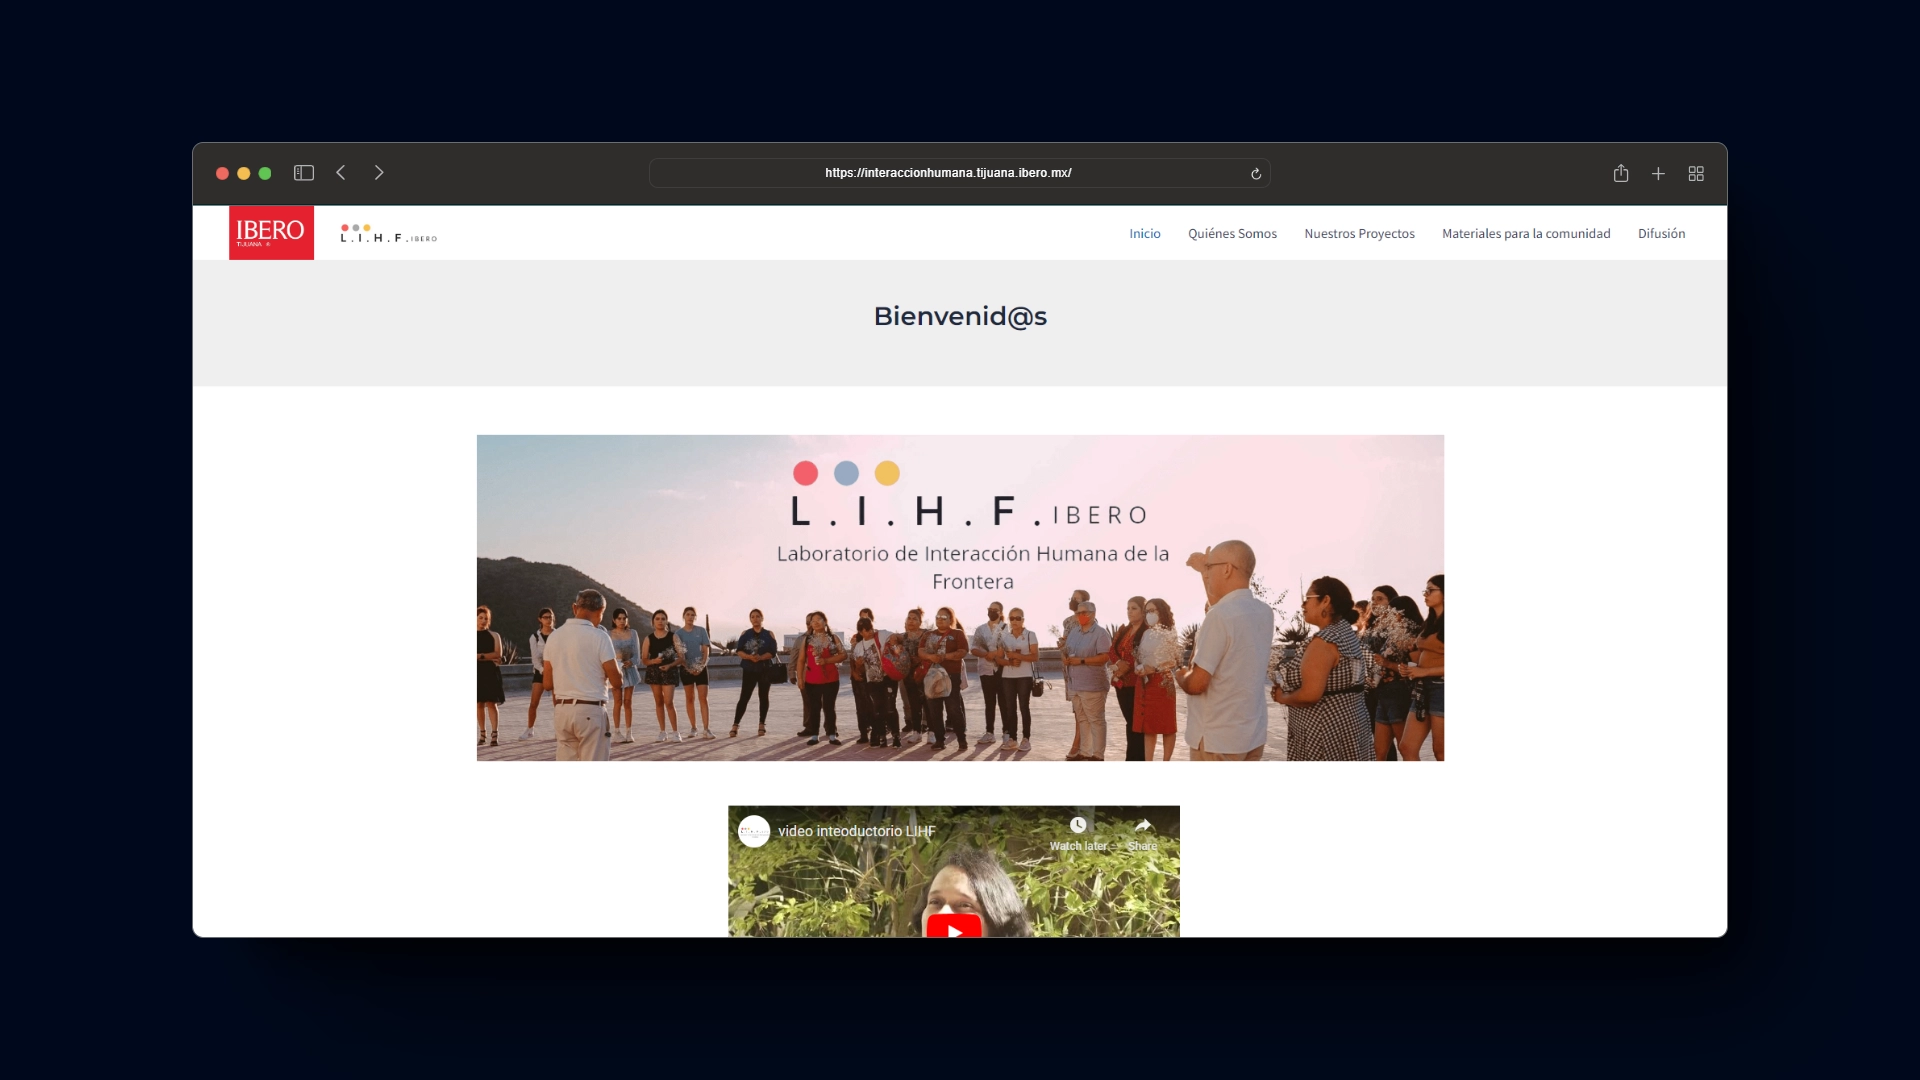 https://interaccionhumana.tijuana.ibero.mx/
IBERO
TIJUANA ®
L.I.H.F.IBERO
Inicio
Quiénes Somos
Nuestros Proyectos
Materiales para la comunidad
Difusión
Bienvenid@s
L.I.H.F.IBERO
Laboratorio de Interacción Humana de la
Frontera
video inteoductorio LIHF
Watch later
Share